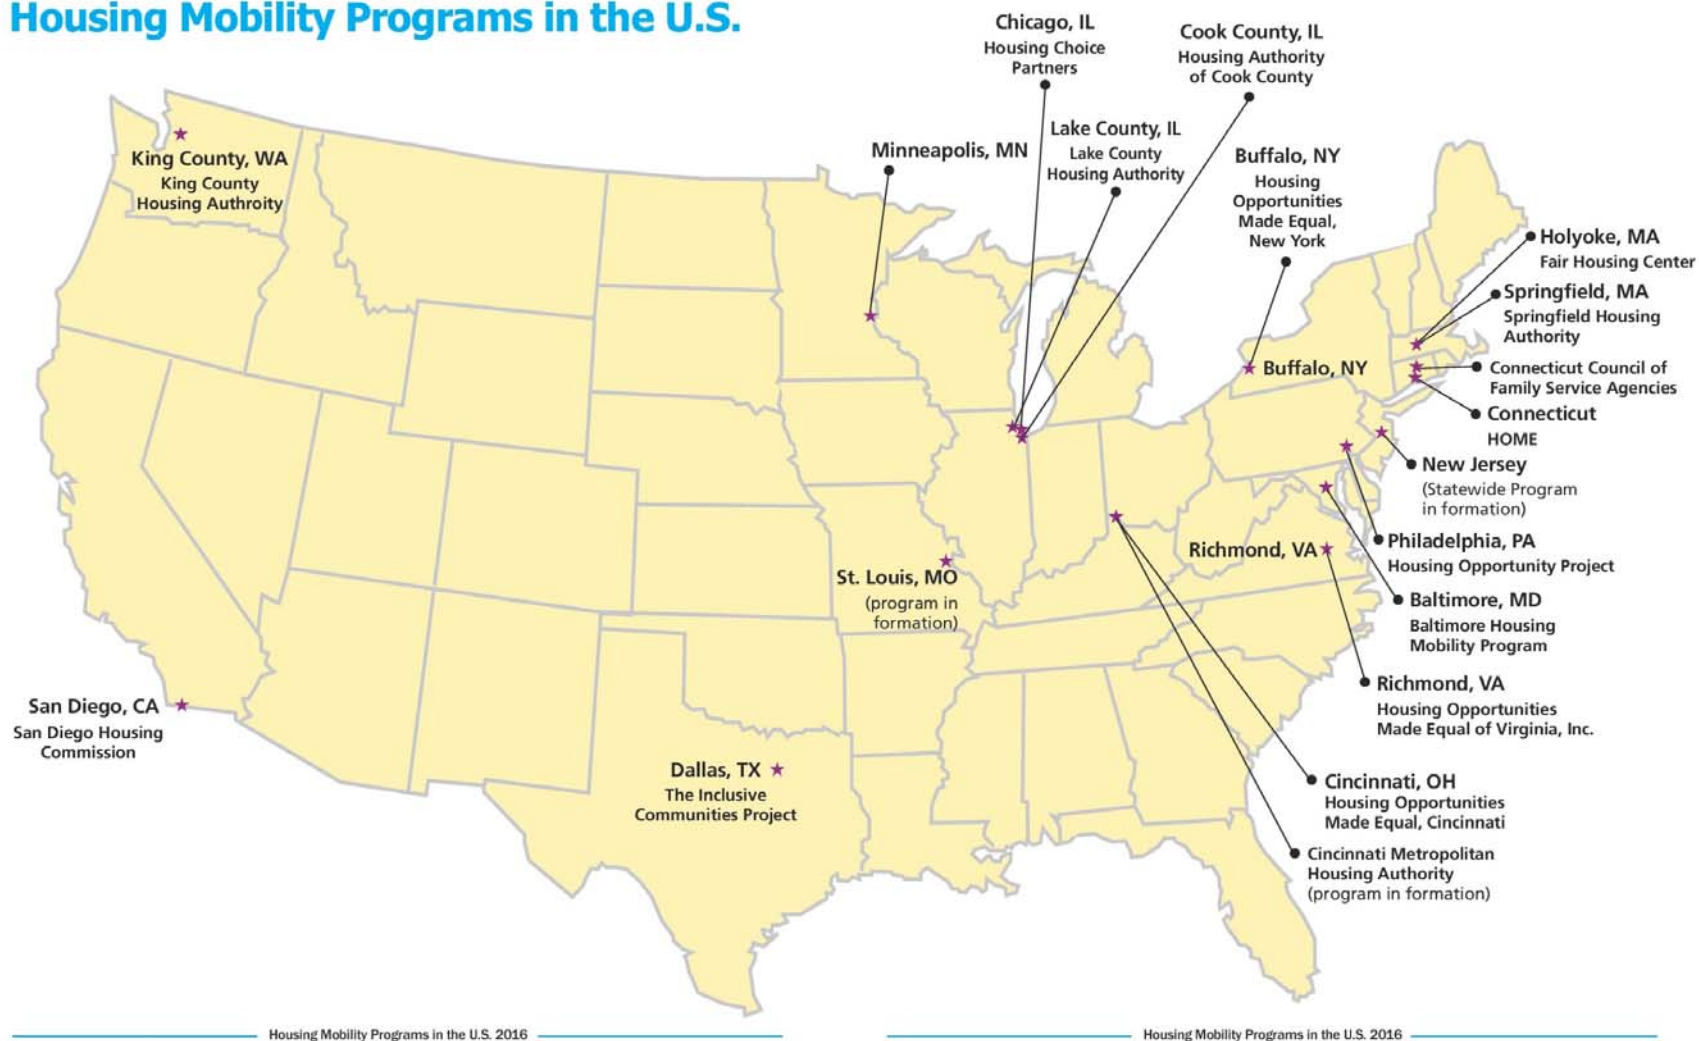 Housing Mobility Programs in the U.S.
Chicago, IL
Housing Choice
Partners
Cook County, IL
Housing Authority
of Cook County
Lake County, IL
Lake County
Housing Authority
Minneapolis, MN
Buffalo, NY
Housing
Opportunities
Made Equal,
New York
King County, WA
King County
Housing Authroity
Holyoke, MA
Fair Housing Center
Springfield, MA
Springfield Housing
Authority
Buffalo, NY
Connecticut Council of
Family Service Agencies
Connecticut
HOME
New Jersey
(Statewide Program
in formation)
Philadelphia, PA
Housing Opportunity Project
Richmond, VA
St. Louis, MO
(program in
formation)
Baltimore, MD
Baltimore Housing
Mobility Program
Richmond, VA
Housing Opportunities
Made Equal of Virginia, Inc.
San Diego, CA
San Diego Housing
Commission
Dallas, TX
The Inclusive
Communities Project
Cincinnati, OH
Housing Opportunities
Made Equal, Cincinnati
Cincinnati Metropolitan
Housing Authority
(program in formation)
Housing Mobility Programs in the U.S. 2016
Housing Mobility Programs in the U.S. 2016